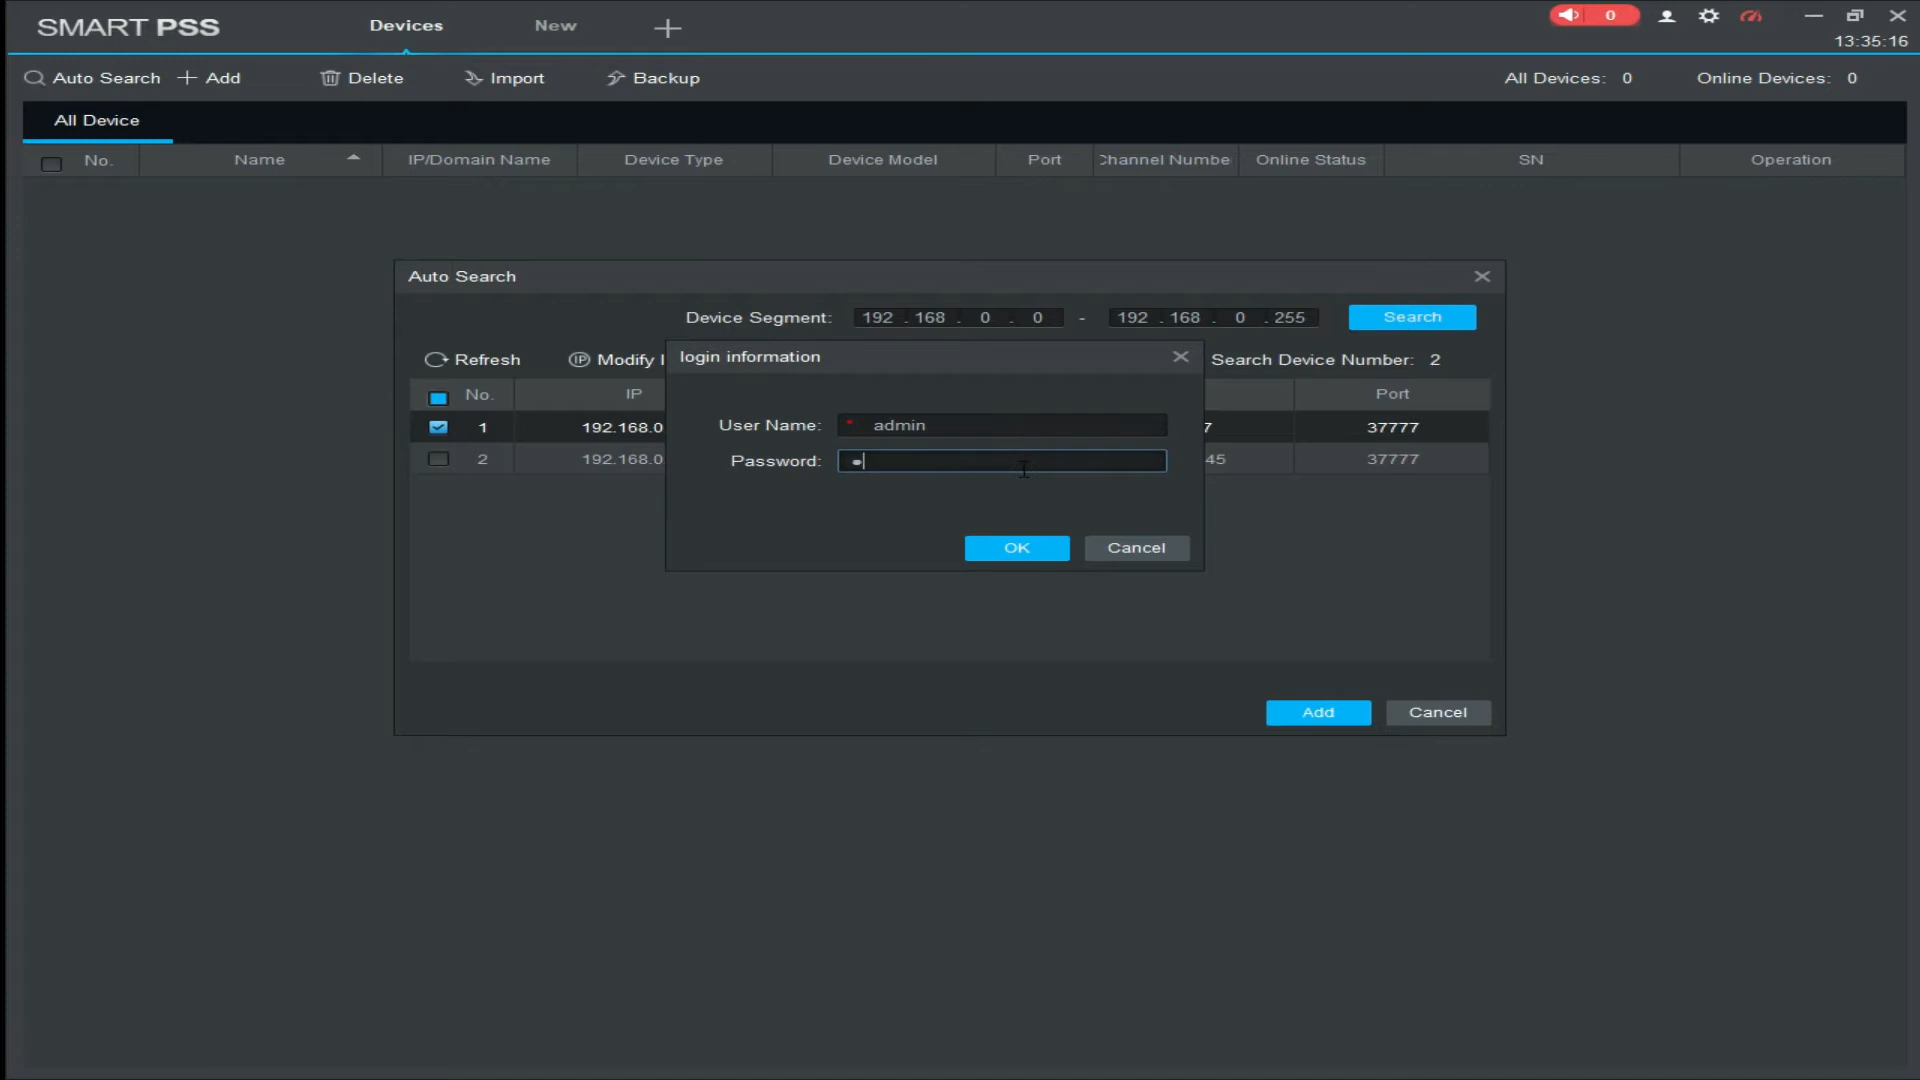 SMART PSS
Devices
New
0
13:35:16
Auto Search
Add
Delete
Import
Backup
All Devices: 0
Online Devices: 0
All Device
No.
Name
IP/Domain Name
Device Type
Device Model
Port
Channel Numbe
Online Status
SN
Operation
Auto Search
Device Segment: 192 . 168 . 0 . 0 - 192 . 168 . 0 . 255
Search
Refresh
IP Modify I
Search Device Number: 2
No.
IP
Port
1
192.168.0
7
37777
2
192.168.0
45
37777
login information
User Name: * admin
Password: ●
OK
Cancel
Add
Cancel